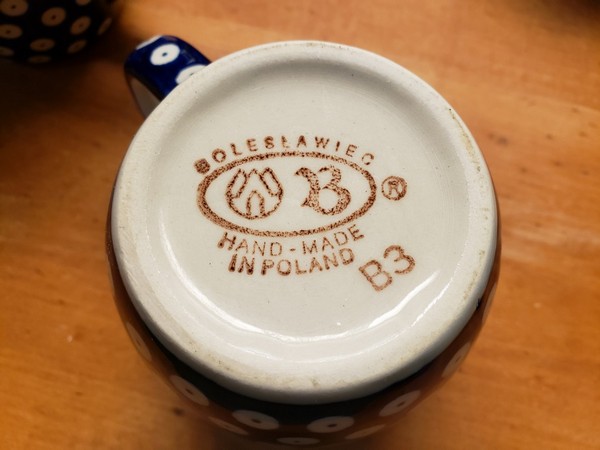 BOLESŁAWIEC
B ®
HAND-MADE
IN POLAND
B3